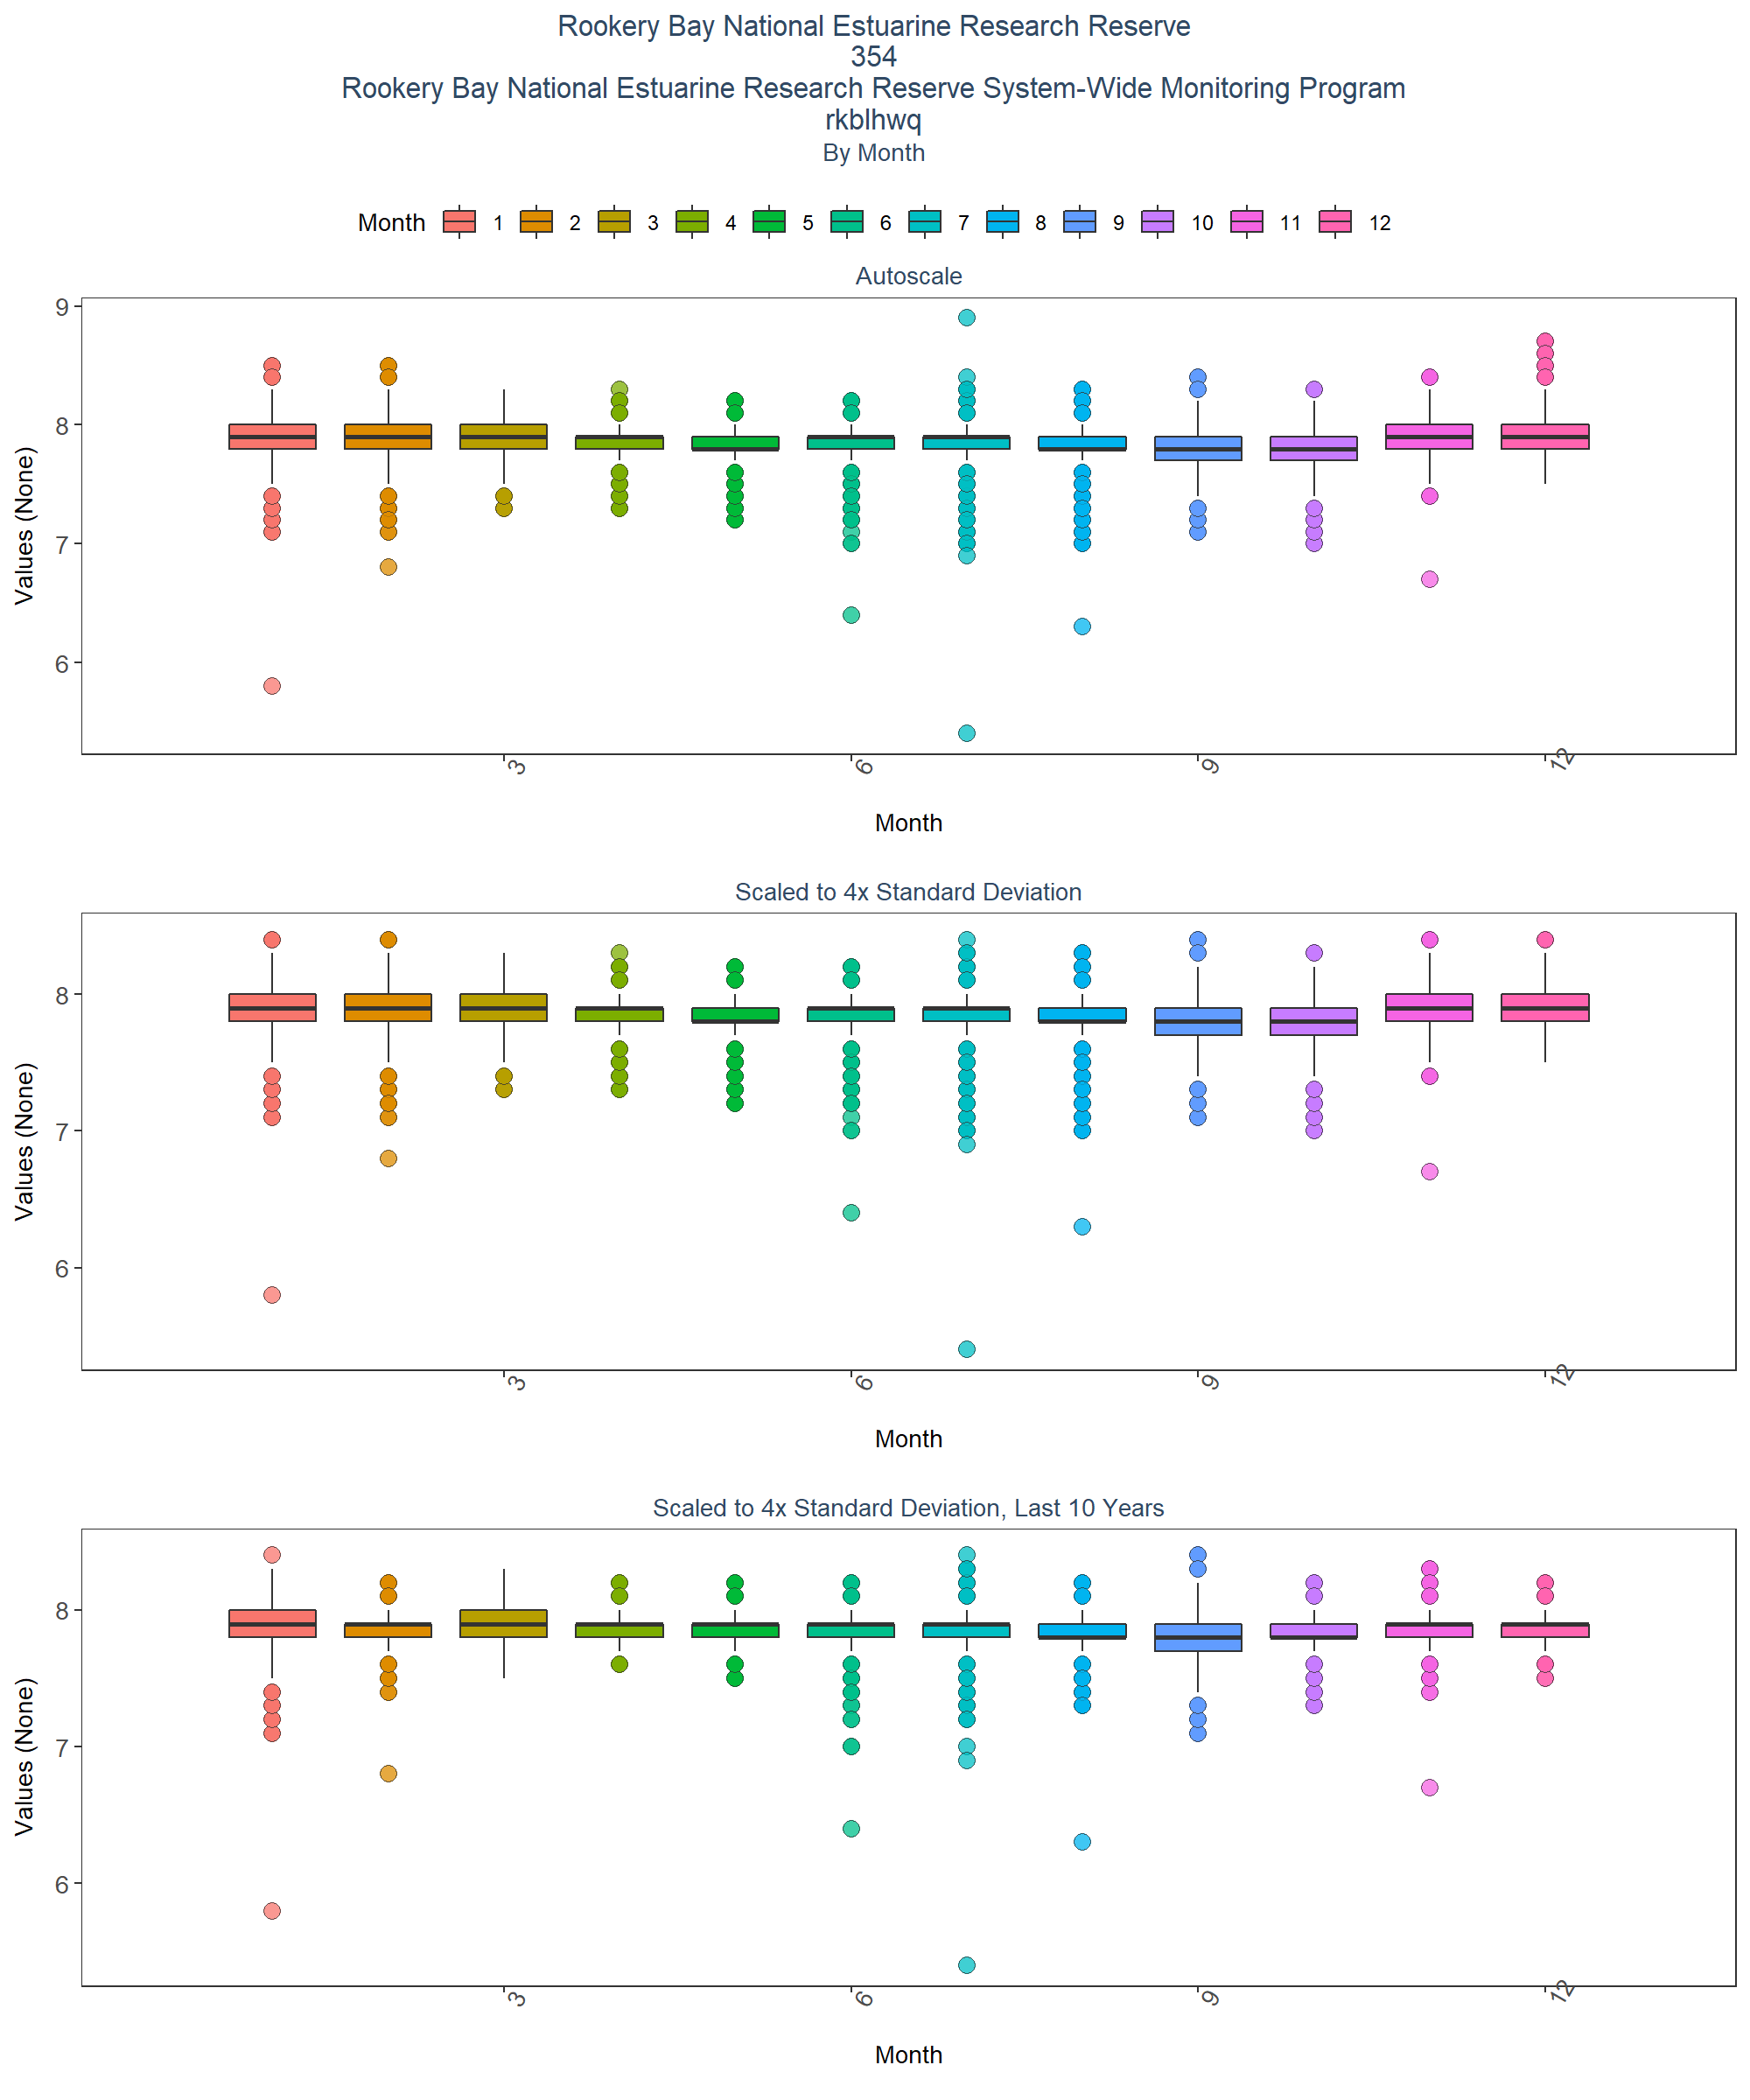 Rookery Bay National Estuarine Research Reserve
354
Rookery Bay National Estuarine Research Reserve System-Wide Monitoring Program
rkblhwq
By Month
Month 1 2 3 4 5 6 7 8 9 10 11 12
Autoscale
9
8
7
6
Values (None)
3 6 9 12
Month
Scaled to 4x Standard Deviation
8
7
6
Values (None)
3 6 9 12
Month
Scaled to 4x Standard Deviation, Last 10 Years
8
7
6
Values (None)
3 6 9 12
Month